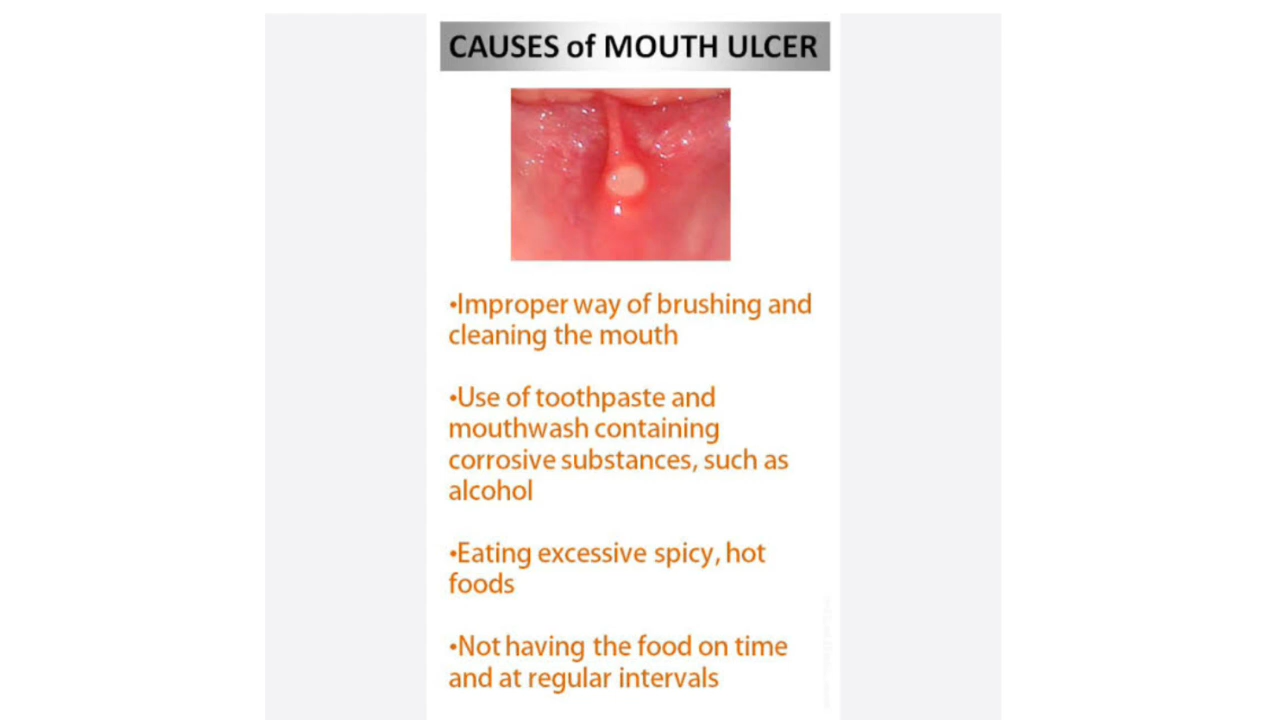 CAUSES of MOUTH ULCER
•Improper way of brushing and
cleaning the mouth
•Use of toothpaste and
mouthwash containing
corrosive substances, such as
alcohol
•Eating excessive spicy, hot
foods
•Not having the food on time
and at regular intervals